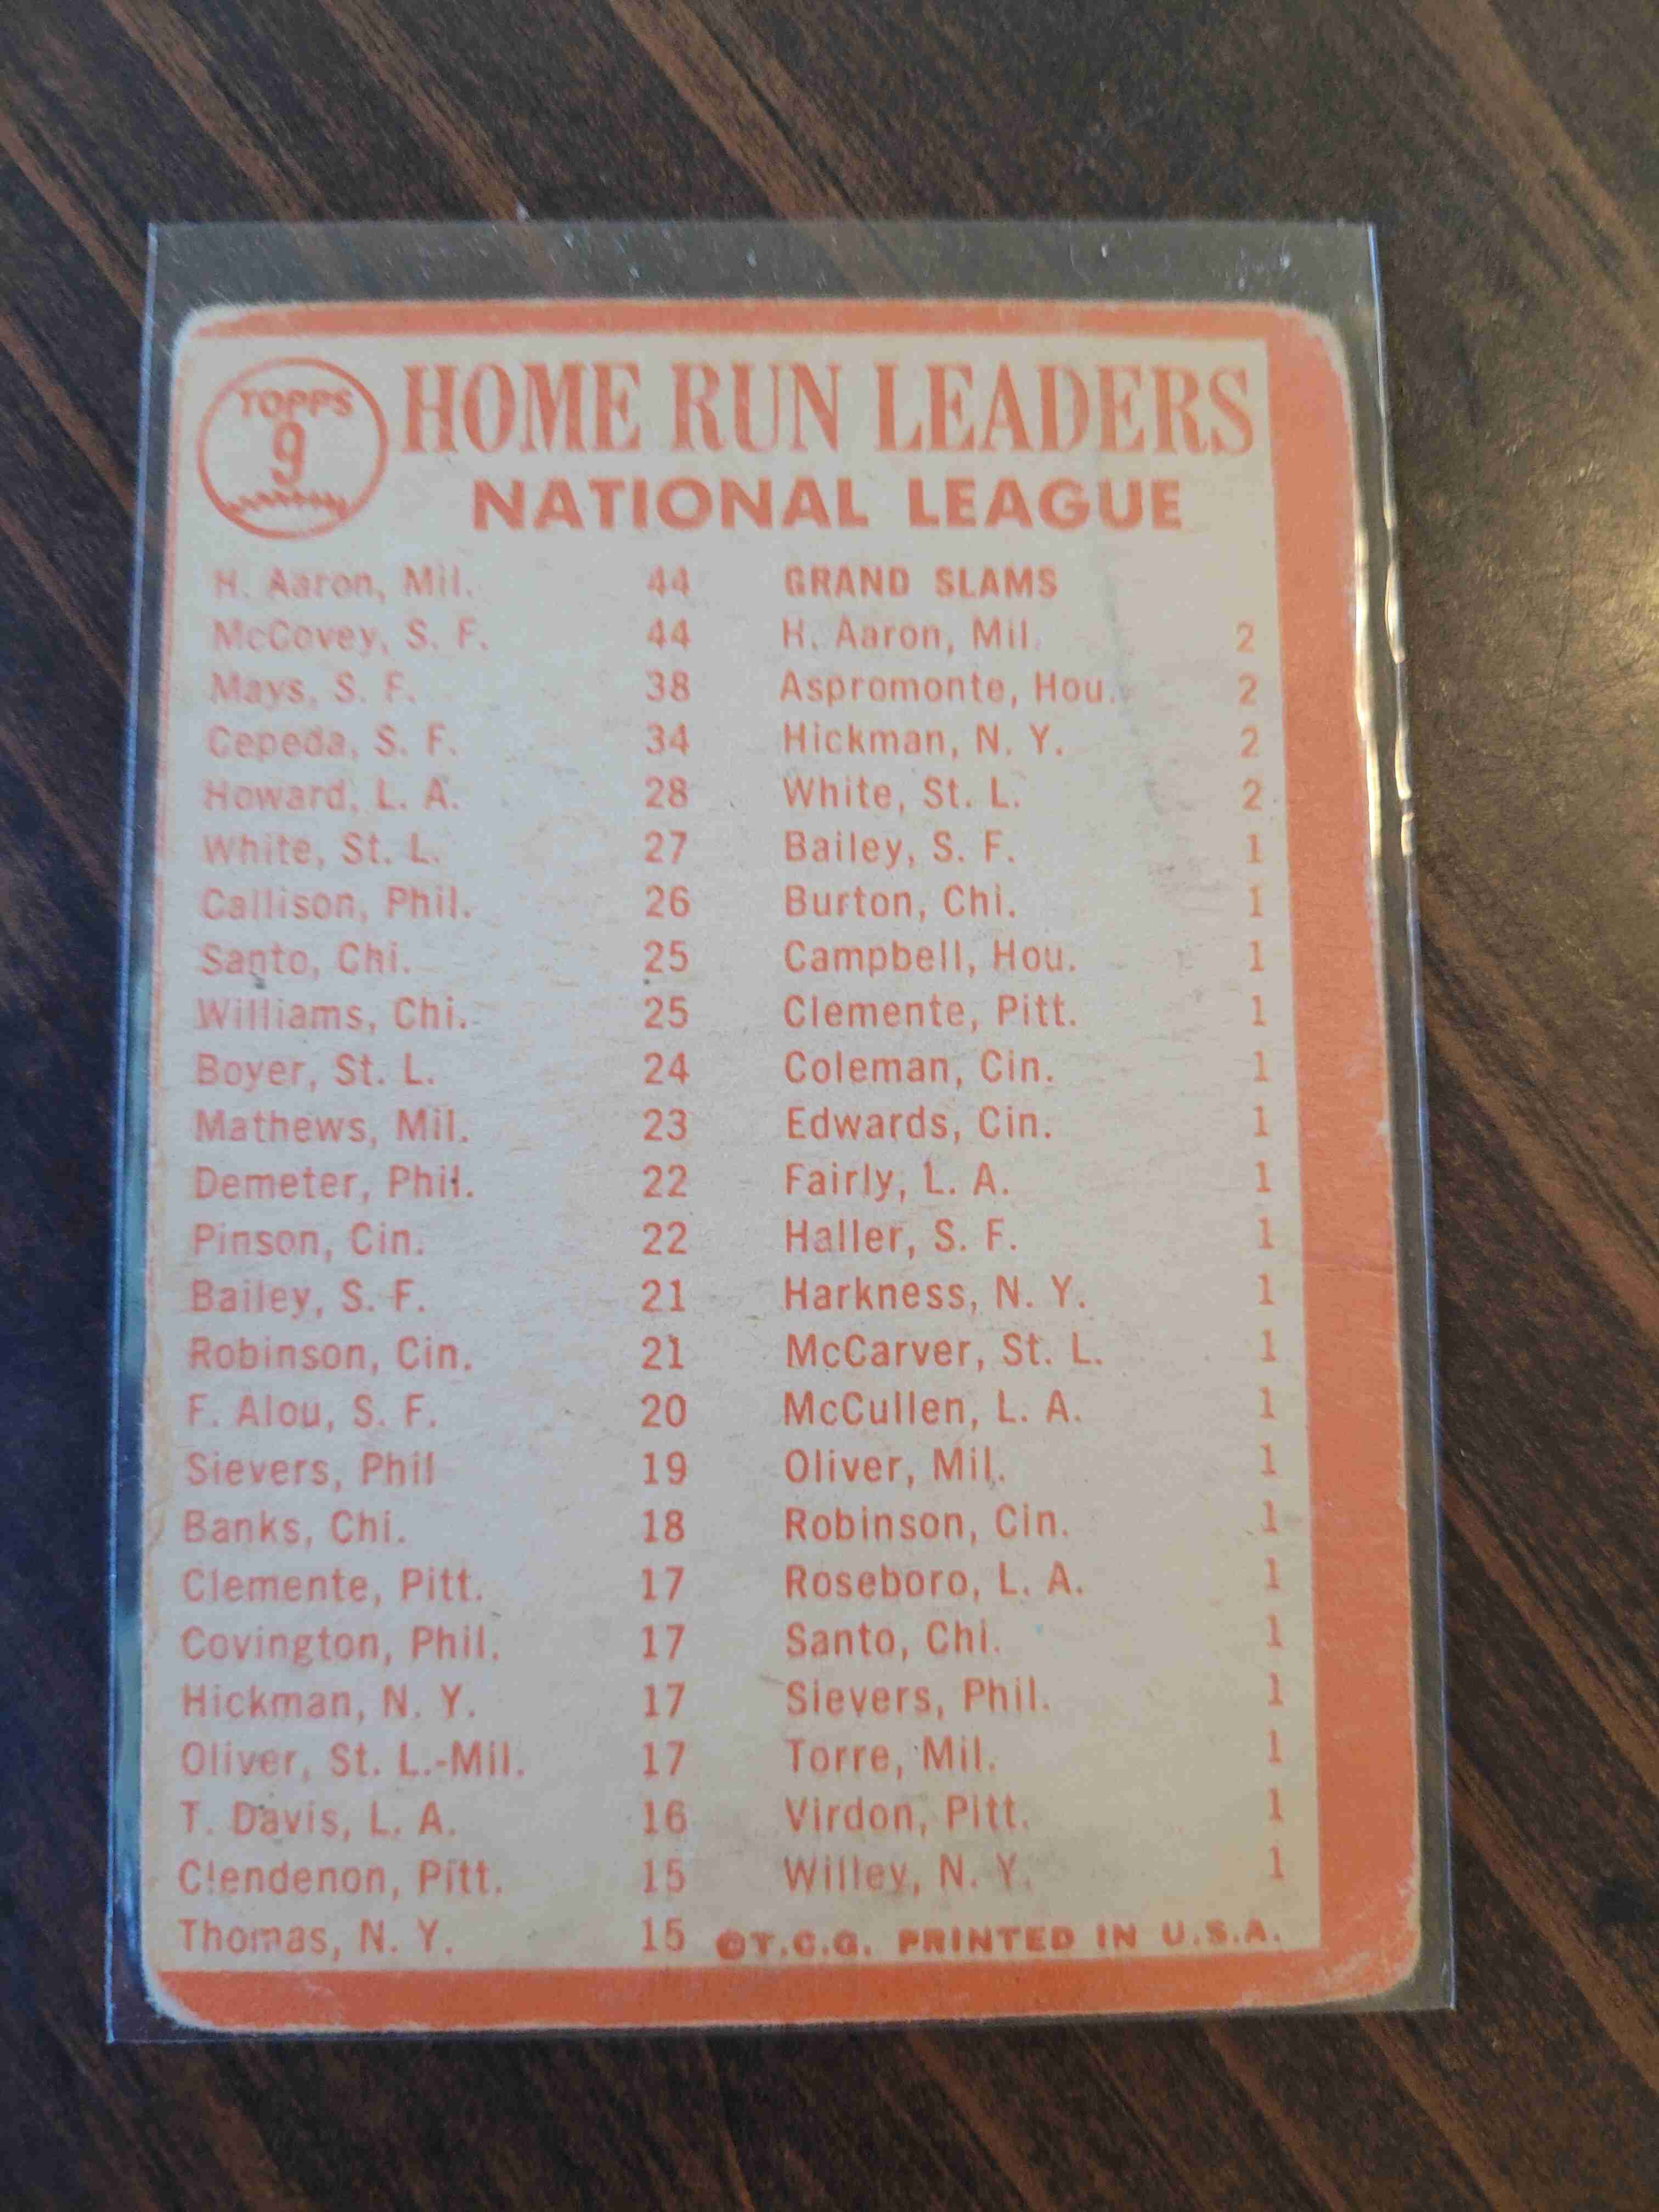 TOPPS
9
HOME RUN LEADERS
NATIONAL LEAGUE
H. Aaron, Mil. 44
McCovey, S. F. 44
Mays, S. F. 38
Cepeda, S. F. 34
Howard, L. A. 28
White, St. L. 27
Callison, Phil. 26
Santo, Chi. 25
Williams, Chi. 25
Boyer, St. L. 24
Mathews, Mil. 23
Demeter, Phil. 22
Pinson, Cin. 22
Bailey, S. F. 21
Robinson, Cin. 21
F. Alou, S. F. 20
Sievers, Phil 19
Banks, Chi. 18
Clemente, Pitt. 17
Covington, Phil. 17
Hickman, N. Y. 17
Oliver, St. L.-Mil. 17
T. Davis, L. A. 16
Clendenon, Pitt. 15
Thomas, N. Y. 15
GRAND SLAMS
H. Aaron, Mil. 2
Aspromonte, Hou. 2
Hickman, N. Y. 2
White, St. L. 2
Bailey, S. F. 1
Burton, Chi. 1
Campbell, Hou. 1
Clemente, Pitt. 1
Coleman, Cin. 1
Edwards, Cin. 1
Fairly, L. A. 1
Haller, S. F. 1
Harkness, N. Y. 1
McCarver, St. L. 1
McCullen, L. A. 1
Oliver, Mil. 1
Robinson, Cin. 1
Roseboro, L. A. 1
Santo, Chi. 1
Sievers, Phil. 1
Torre, Mil. 1
Virdon, Pitt. 1
Willey, N. Y. 1
©T.C.G. PRINTED IN U.S.A.